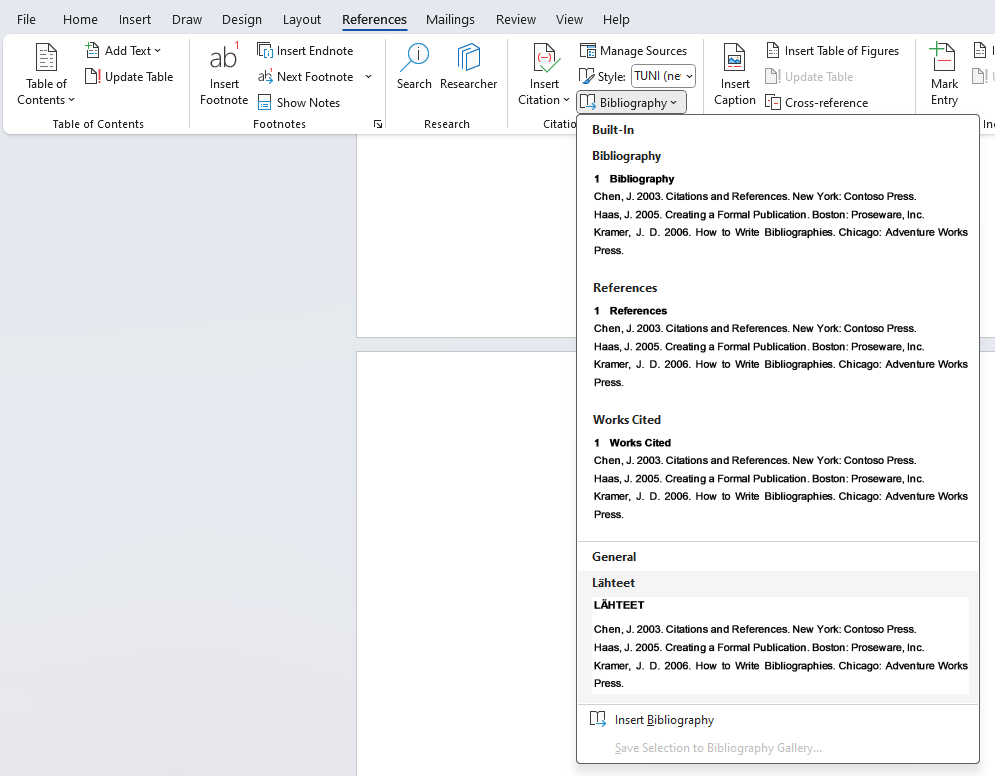 File Home Insert Draw Design Layout References Mailings Review View Help
Table of Contents
Add Text
Update Table
Table of Contents
ab1
Insert Footnote
Insert Endnote
Next Footnote
Show Notes
Footnotes
Search
Researcher
Research
Insert Citation
Manage Sources
Style: TUNI (ne
Bibliography
Citatio
Insert Caption
Insert Table of Figures
Update Table
Cross-reference
Mark Entry
Built-In
Bibliography
1 Bibliography
Chen, J. 2003. Citations and References. New York: Contoso Press.
Haas, J. 2005. Creating a Formal Publication. Boston: Proseware, Inc.
Kramer, J. D. 2006. How to Write Bibliographies. Chicago: Adventure Works
Press.
References
1 References
Chen, J. 2003. Citations and References. New York: Contoso Press.
Haas, J. 2005. Creating a Formal Publication. Boston: Proseware, Inc.
Kramer, J. D. 2006. How to Write Bibliographies. Chicago: Adventure Works
Press.
Works Cited
1 Works Cited
Chen, J. 2003. Citations and References. New York: Contoso Press.
Haas, J. 2005. Creating a Formal Publication. Boston: Proseware, Inc.
Kramer, J. D. 2006. How to Write Bibliographies. Chicago: Adventure Works
Press.
General
Lähteet
LÄHTEET
Chen, J. 2003. Citations and References. New York: Contoso Press.
Haas, J. 2005. Creating a Formal Publication. Boston: Proseware, Inc.
Kramer, J. D. 2006. How to Write Bibliographies. Chicago: Adventure Works
Press.
Insert Bibliography
Save Selection to Bibliography Gallery...